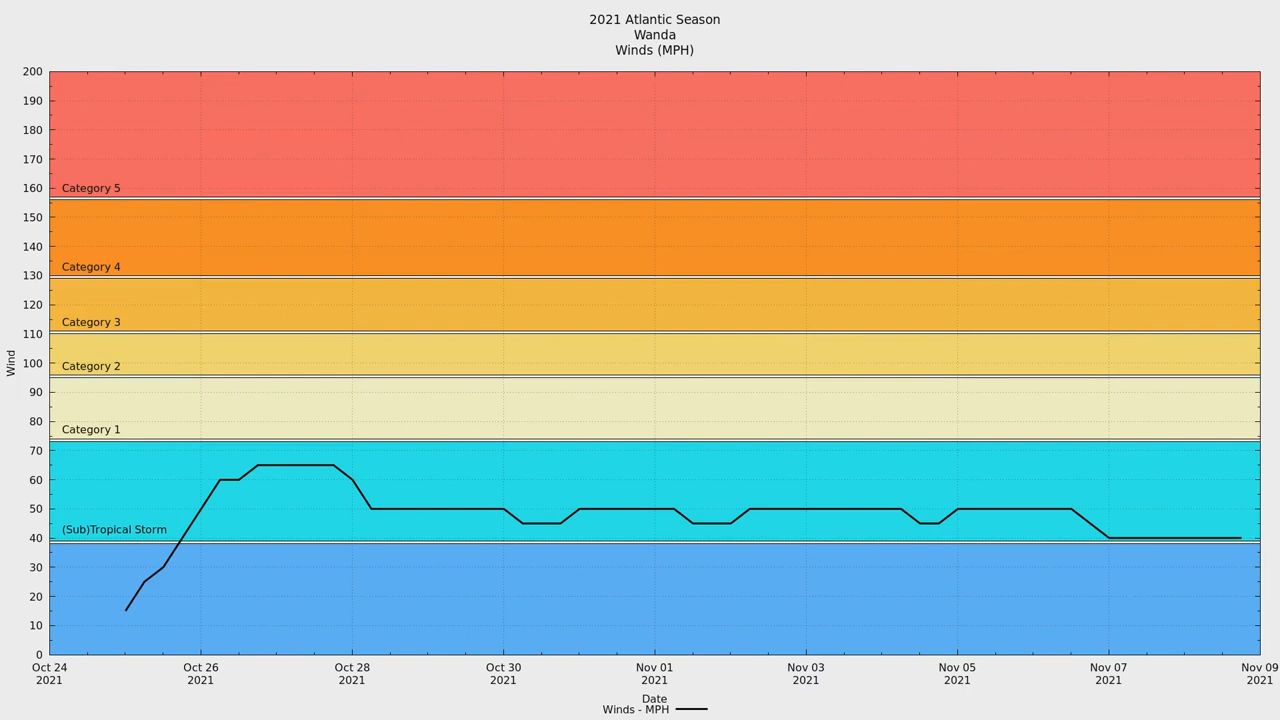 2021 Atlantic Season
Wanda
Winds (MPH)
200
190
180
170
160
Category 5
150
140
130
Category 4
120
110
Category 3
100
Category 2
90
80
Category 1
70
60
50
(Sub)Tropical Storm
40
30
20
10
0
Wind
Oct 24 Oct 26 Oct 28 Oct 30 Nov 01 Nov 03 Nov 05 Nov 07 Nov 09
2021 2021 2021 2021 2021 2021 2021 2021 2021
Date
Winds - MPH